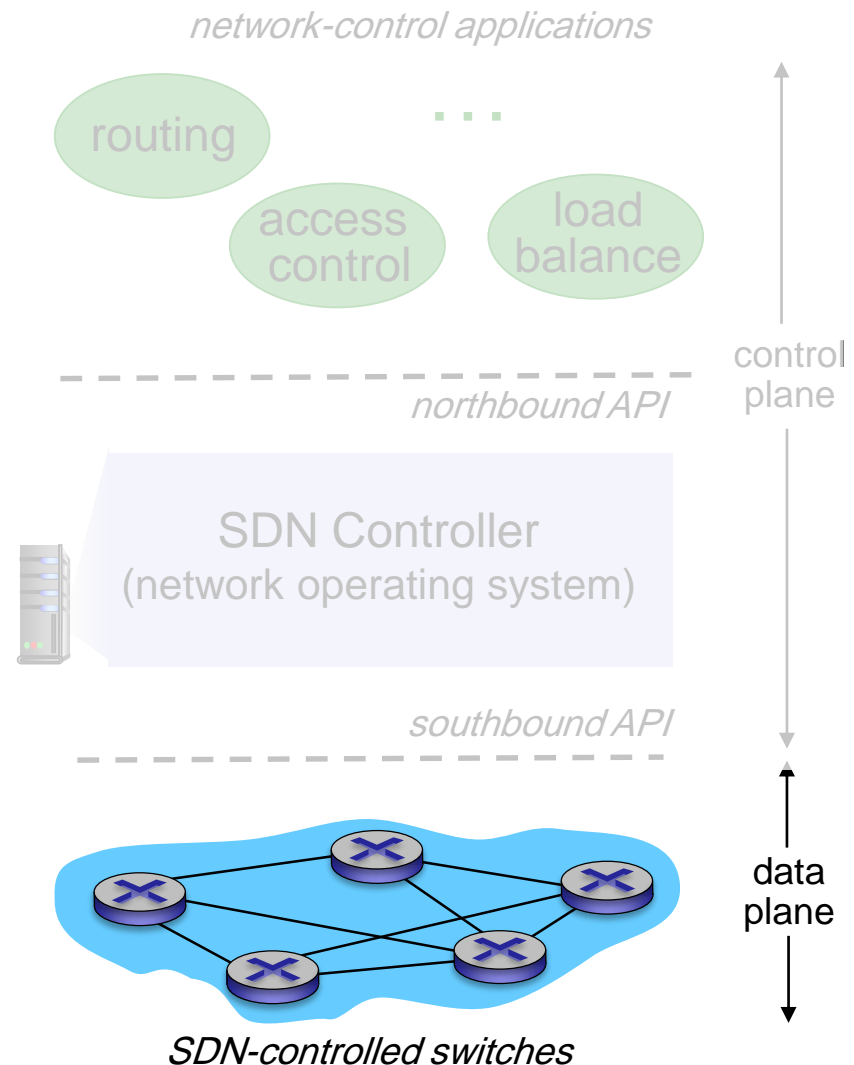 network-control applications
routing
...
access
control
load
balance
control
plane
northbound API
SDN Controller
(network operating system)
southbound API
data
plane
SDN-controlled switches